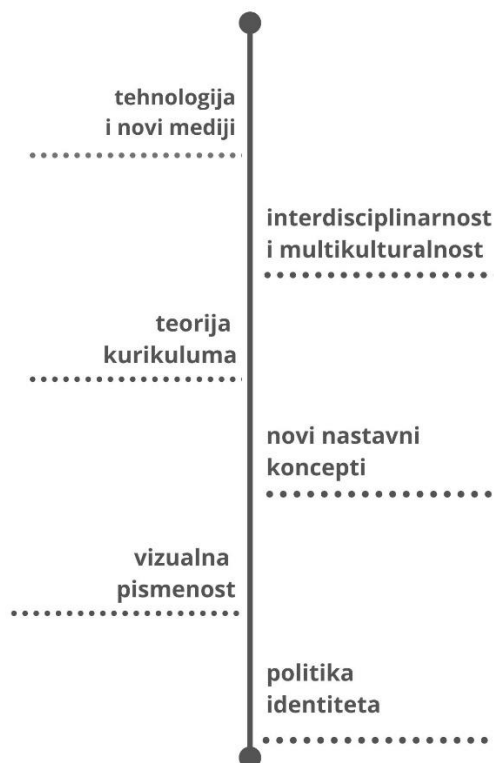 tehnologija
i novi mediji
interdisciplinarnost
i multikulturalnost
teorija
kurikuluma
novi nastavni
koncepti
vizualna
pismenost
politika
identiteta